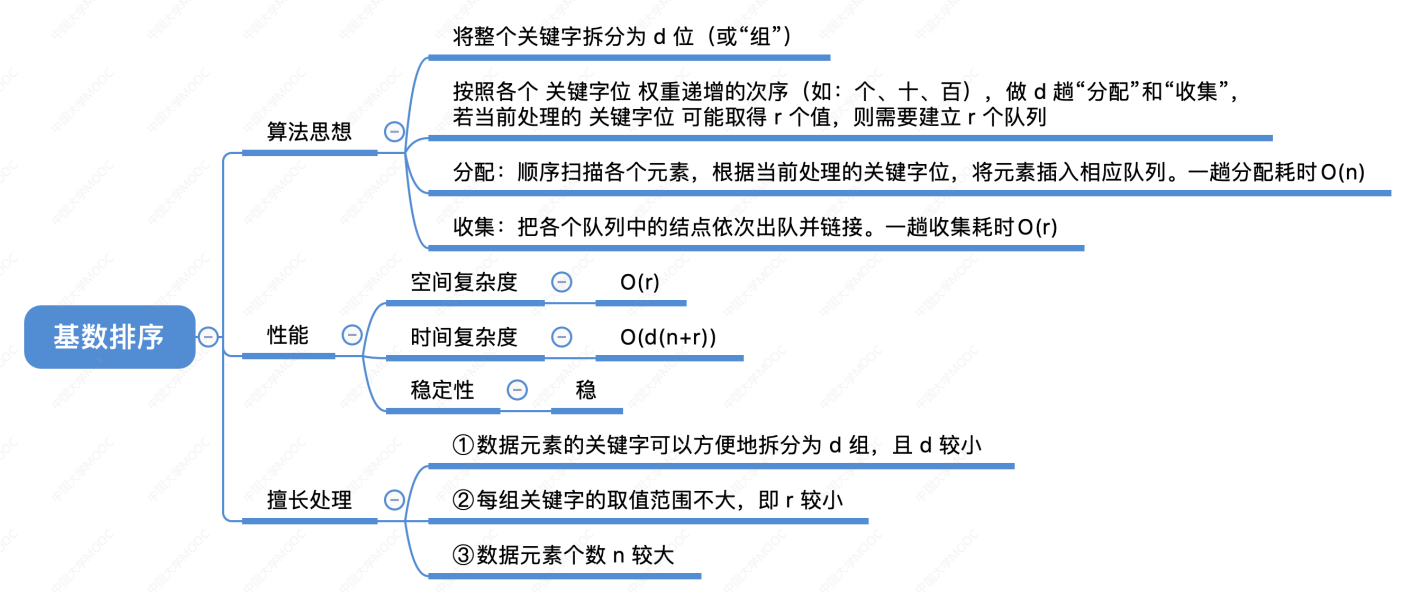 基数排序
算法思想
将整个关键字拆分为 d 位（或“组”）
按照各个 关键字位 权重递增的次序（如：个、十、百），做 d 趟“分配”和“收集”，
若当前处理的 关键字位 可能取得 r 个值，则需要建立 r 个队列
分配：顺序扫描各个元素，根据当前处理的关键字位，将元素插入相应队列。一趟分配耗时O(n)
收集：把各个队列中的结点依次出队并链接。一趟收集耗时O(r)
性能
空间复杂度
O(r)
时间复杂度
O(d(n+r))
稳定性
稳
擅长处理
①数据元素的关键字可以方便地拆分为 d 组，且 d 较小
②每组关键字的取值范围不大，即 r 较小
③数据元素个数 n 较大
中国大学MOOC